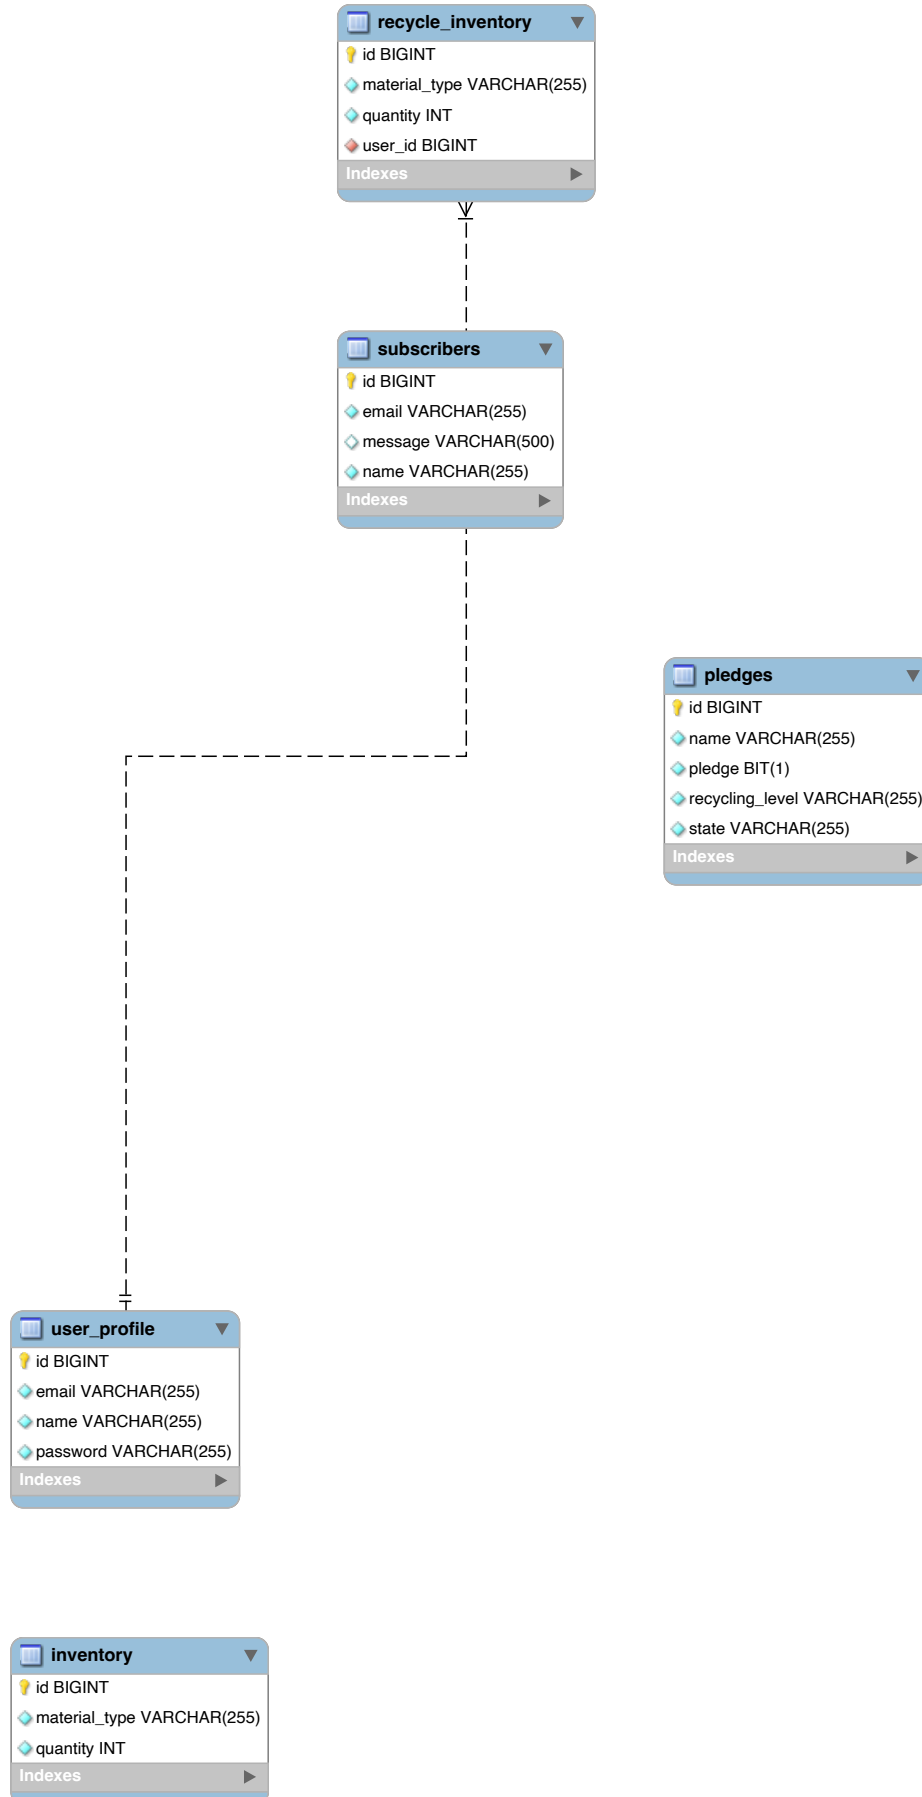 recycle_inventory
id BIGINT
material_type VARCHAR(255)
quantity INT
user_id BIGINT
Indexes
subscribers
id BIGINT
email VARCHAR(255)
message VARCHAR(500)
name VARCHAR(255)
Indexes
pledges
id BIGINT
name VARCHAR(255)
pledge BIT(1)
recycling_level VARCHAR(255)
state VARCHAR(255)
Indexes
user_profile
id BIGINT
email VARCHAR(255)
name VARCHAR(255)
password VARCHAR(255)
Indexes
inventory
id BIGINT
material_type VARCHAR(255)
quantity INT
Indexes